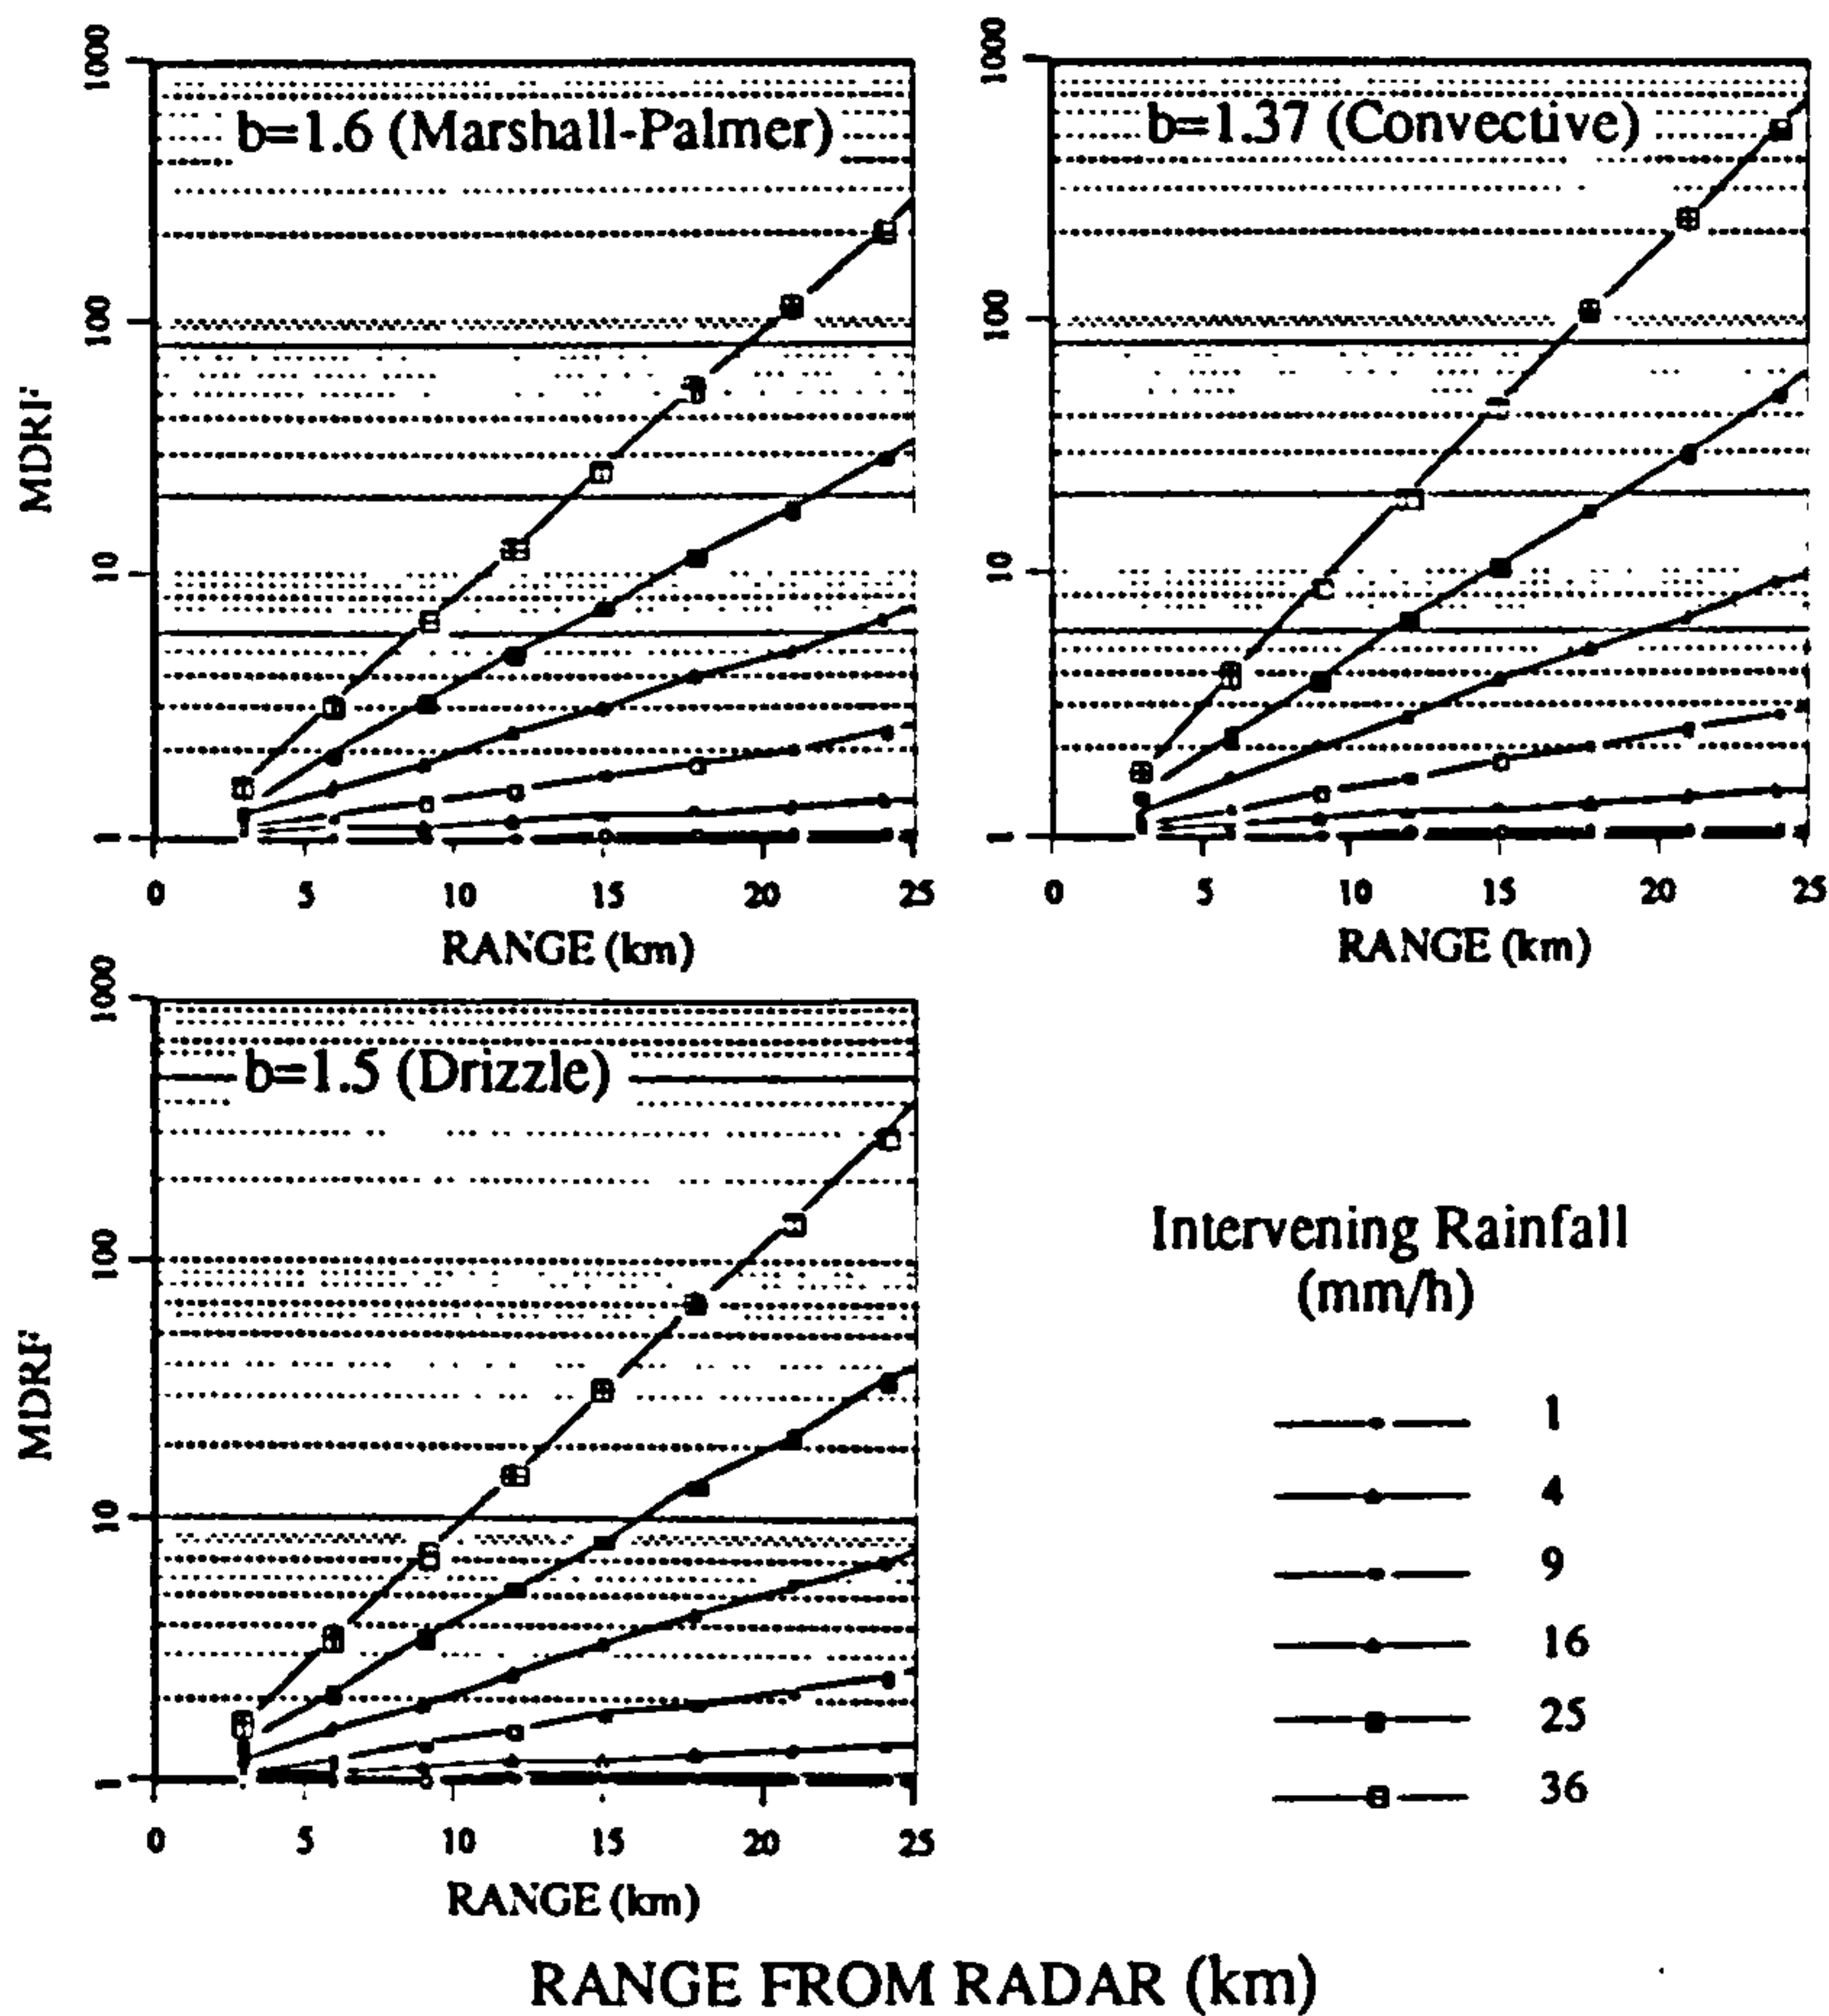 1000
100
10
1
MDRF
b=1.6 (Marshall-Palmer)
0 5 10 15 20 25
RANGE (km)
1000
100
10
1
b=1.37 (Convective)
0 5 10 15 20 25
RANGE (km)
1000
100
10
1
MDRF
b=1.5 (Drizzle)
0 5 10 15 20 25
RANGE (km)
Intervening Rainfall
(mm/h)
1
4
9
16
25
36
RANGE FROM RADAR (km)